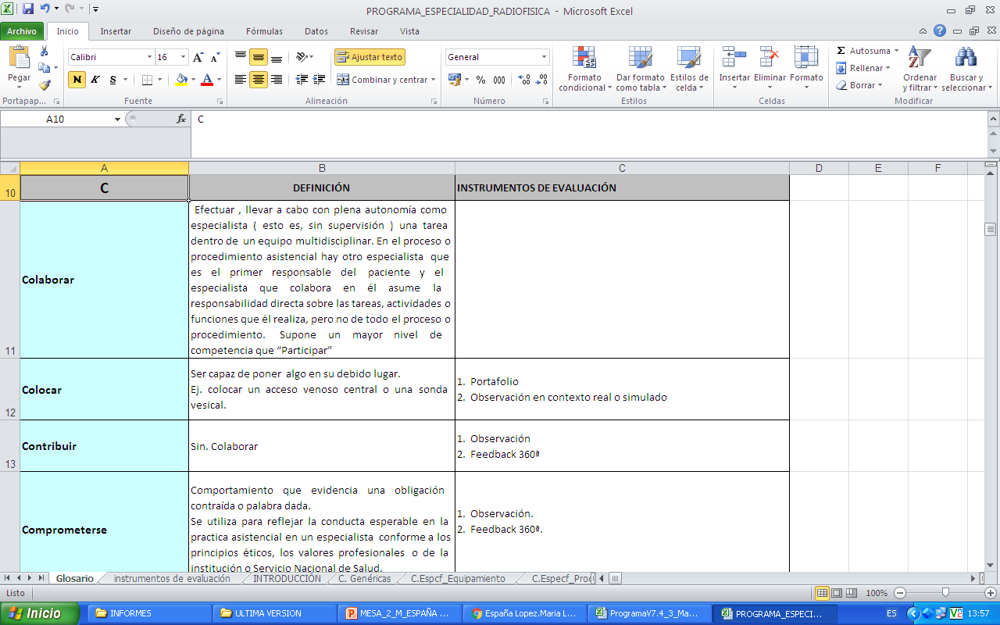 PROGRAMA_ESPECIALIDAD_RADIOFISICA - Microsoft Excel
Archivo Inicio Insertar Diseño de página Fórmulas Datos Revisar Vista
Pegar
Portapap...
Calibri 16
N K S
Fuente
Ajustar texto
Combinar y centrar
Alineación
General
% 000
Número
Formato condicional
Dar formato como tabla
Estilos de celda
Estilos
Insertar Eliminar Formato
Celdas
Autosuma
Rellenar
Borrar
Ordenar y filtrar
Buscar y seleccionar
Modificar
A10 fx C
A B C D E F
10 C DEFINICIÓN INSTRUMENTOS DE EVALUACIÓN
11 Colaborar
Efectuar , llevar a cabo con plena autonomía como
especialista ( esto es, sin supervisión ) una tarea
dentro de un equipo multidisciplinar. En el proceso o
procedimiento asistencial hay otro especialista que
es el primer responsable del paciente y el
especialista que colabora en él asume la
responsabilidad directa sobre las tareas, actividades o
funciones que él realiza, pero no de todo el proceso o
procedimiento. Supone un mayor nivel de
competencia que “Participar”
12 Colocar
Ser capaz de poner algo en su debido lugar.
Ej. colocar un acceso venoso central o una sonda
vesical.
1. Portafolio
2. Observación en contexto real o simulado
13 Contribuir
Sin. Colaborar
1. Observación
2. Feedback 360ª
Comprometerse
Comportamiento que evidencia una obligación
contraída o palabra dada.
Se utiliza para reflejar la conducta esperable en la
practica asistencial en un especialista conforme a los
principios éticos, los valores profesionales o de la
institución o Servicio Nacional de Salud.
1. Observación.
2. Feedback 360ª.
Glosario instrumentos de evaluación INTRODUCCIÓN C. Genéricas C.Espcf_Equipamiento C.Especf_Pro
Listo 100%
Inicio INFORMES ULTIMA VERSION MESA_2_M_ESPAÑA ... España Lopez.Maria L... ProgramaV7.4_3_Ma... PROGRAMA_ESPECI... ES 13:57